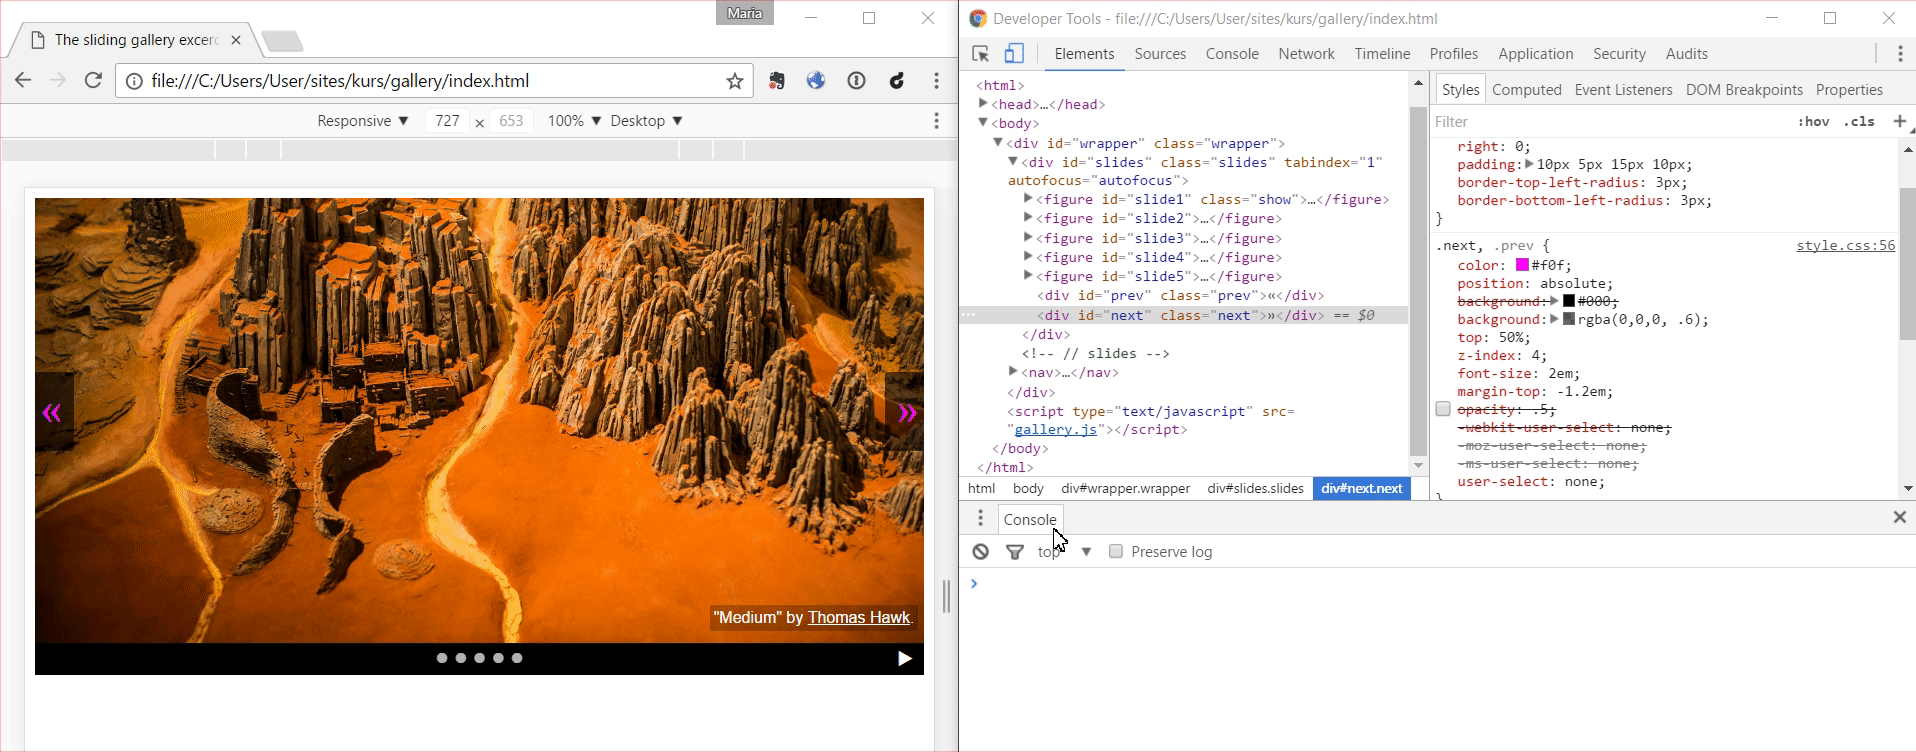 Maria
The sliding gallery excerc
file:///C:/Users/User/sites/kurs/gallery/index.html
Responsive ▼ 727 × 653 100% ▼ Desktop ▼
« »
"Medium" by Thomas Hawk.
Developer Tools - file:///C:/Users/User/sites/kurs/gallery/index.html
Elements Sources Console Network Timeline Profiles Application Security Audits
<html>
▶<head>…</head>
▼<body>
▼<div id="wrapper" class="wrapper">
▼<div id="slides" class="slides" tabindex="1"
autofocus="autofocus">
▶<figure id="slide1" class="show">…</figure>
▶<figure id="slide2">…</figure>
▶<figure id="slide3">…</figure>
▶<figure id="slide4">…</figure>
▶<figure id="slide5">…</figure>
<div id="prev" class="prev">«</div>
… <div id="next" class="next">»</div> == $0
</div>
<!-- // slides -->
▶<nav>…</nav>
</div>
<script type="text/javascript" src=
"gallery.js"></script>
</body>
</html>
html body div#wrapper.wrapper div#slides.slides div#next.next
Styles Computed Event Listeners DOM Breakpoints Properties
Filter :hov .cls +
right: 0;
padding:▶10px 5px 15px 10px;
border-top-left-radius: 3px;
border-bottom-left-radius: 3px;
}
.next, .prev { style.css:56
color: #f0f;
position: absolute;
background:▶#000;
background:▶rgba(0,0,0, .6);
top: 50%;
z-index: 4;
font-size: 2em;
margin-top: -1.2em;
opacity: .5;
-webkit-user-select: none;
-moz-user-select: none;
-ms-user-select: none;
user-select: none;
}
Console
top ▼ Preserve log